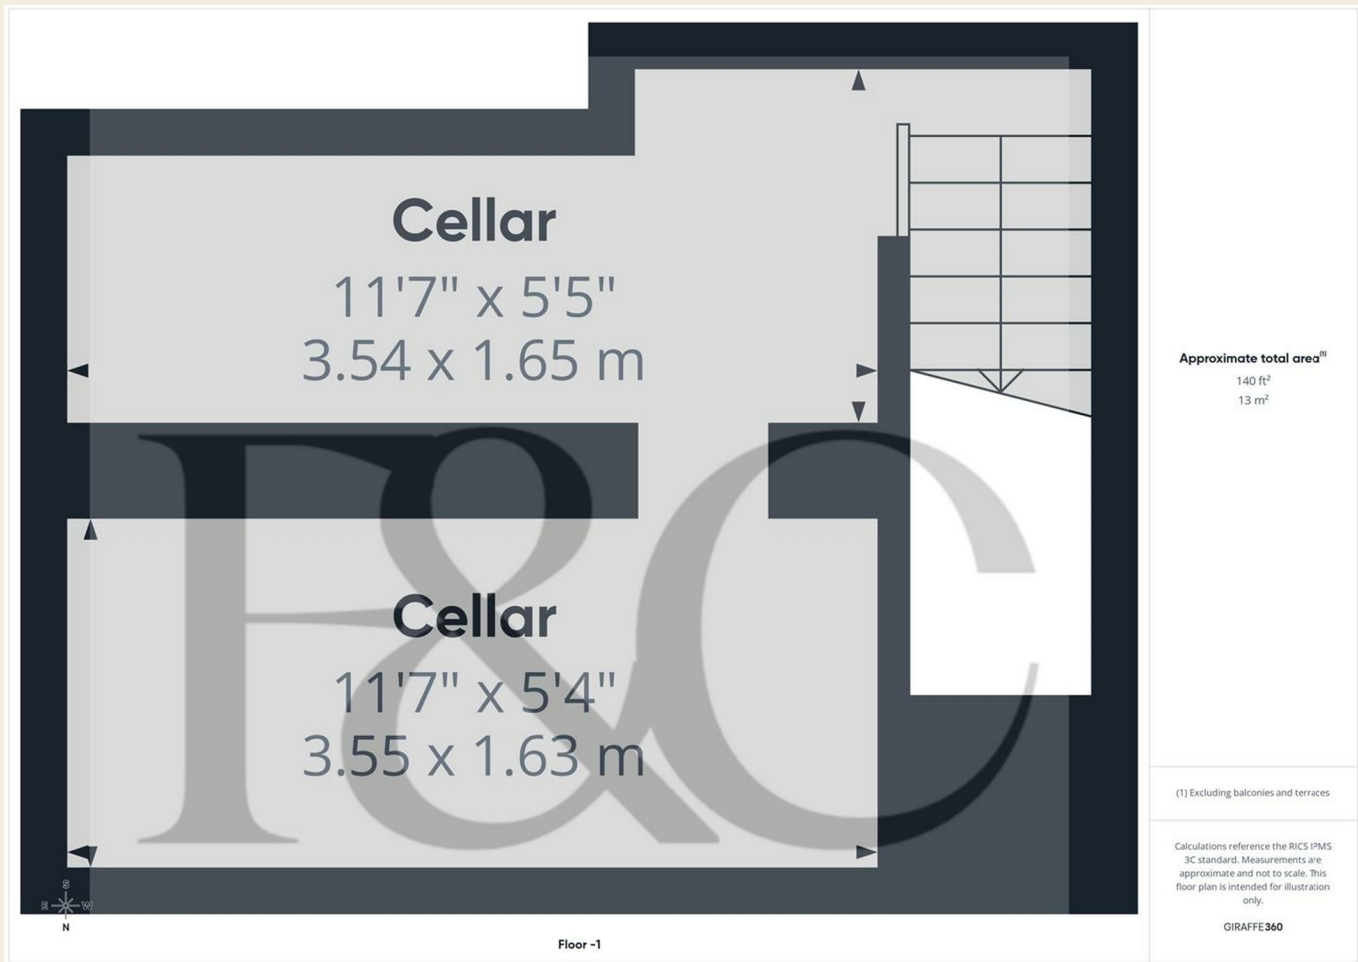 Cellar
11'7" x 5'5"
3.54 x 1.65 m
Cellar
11'7" x 5'4"
3.55 x 1.63 m
F&C
S
E W
N
Floor -1
Approximate total area(1)
140 ft²
13 m²
(1) Excluding balconies and terraces
Calculations reference the RICS IPMS
3C standard. Measurements are
approximate and not to scale. This
floor plan is intended for illustration
only.
GIRAFFE360